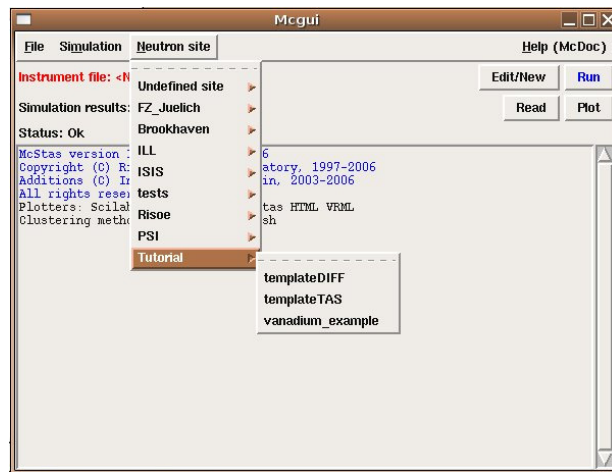 Mcgui
File Simulation Neutron site Help (McDoc)
Instrument file: <N
Edit/New Run
Simulation results:
Read Plot
Status: Ok
Undefined site
FZ_Juelich
Brookhaven
ILL
ISIS
tests
Risoe
PSI
Tutorial
templateDIFF
templateTAS
vanadium_example
McStas version 6
Copyright (C) R atory, 1997-2006
Additions (C) In in, 2003-2006
All rights rese
Plotters: Scila tas HTML VRML
Clustering metho sh